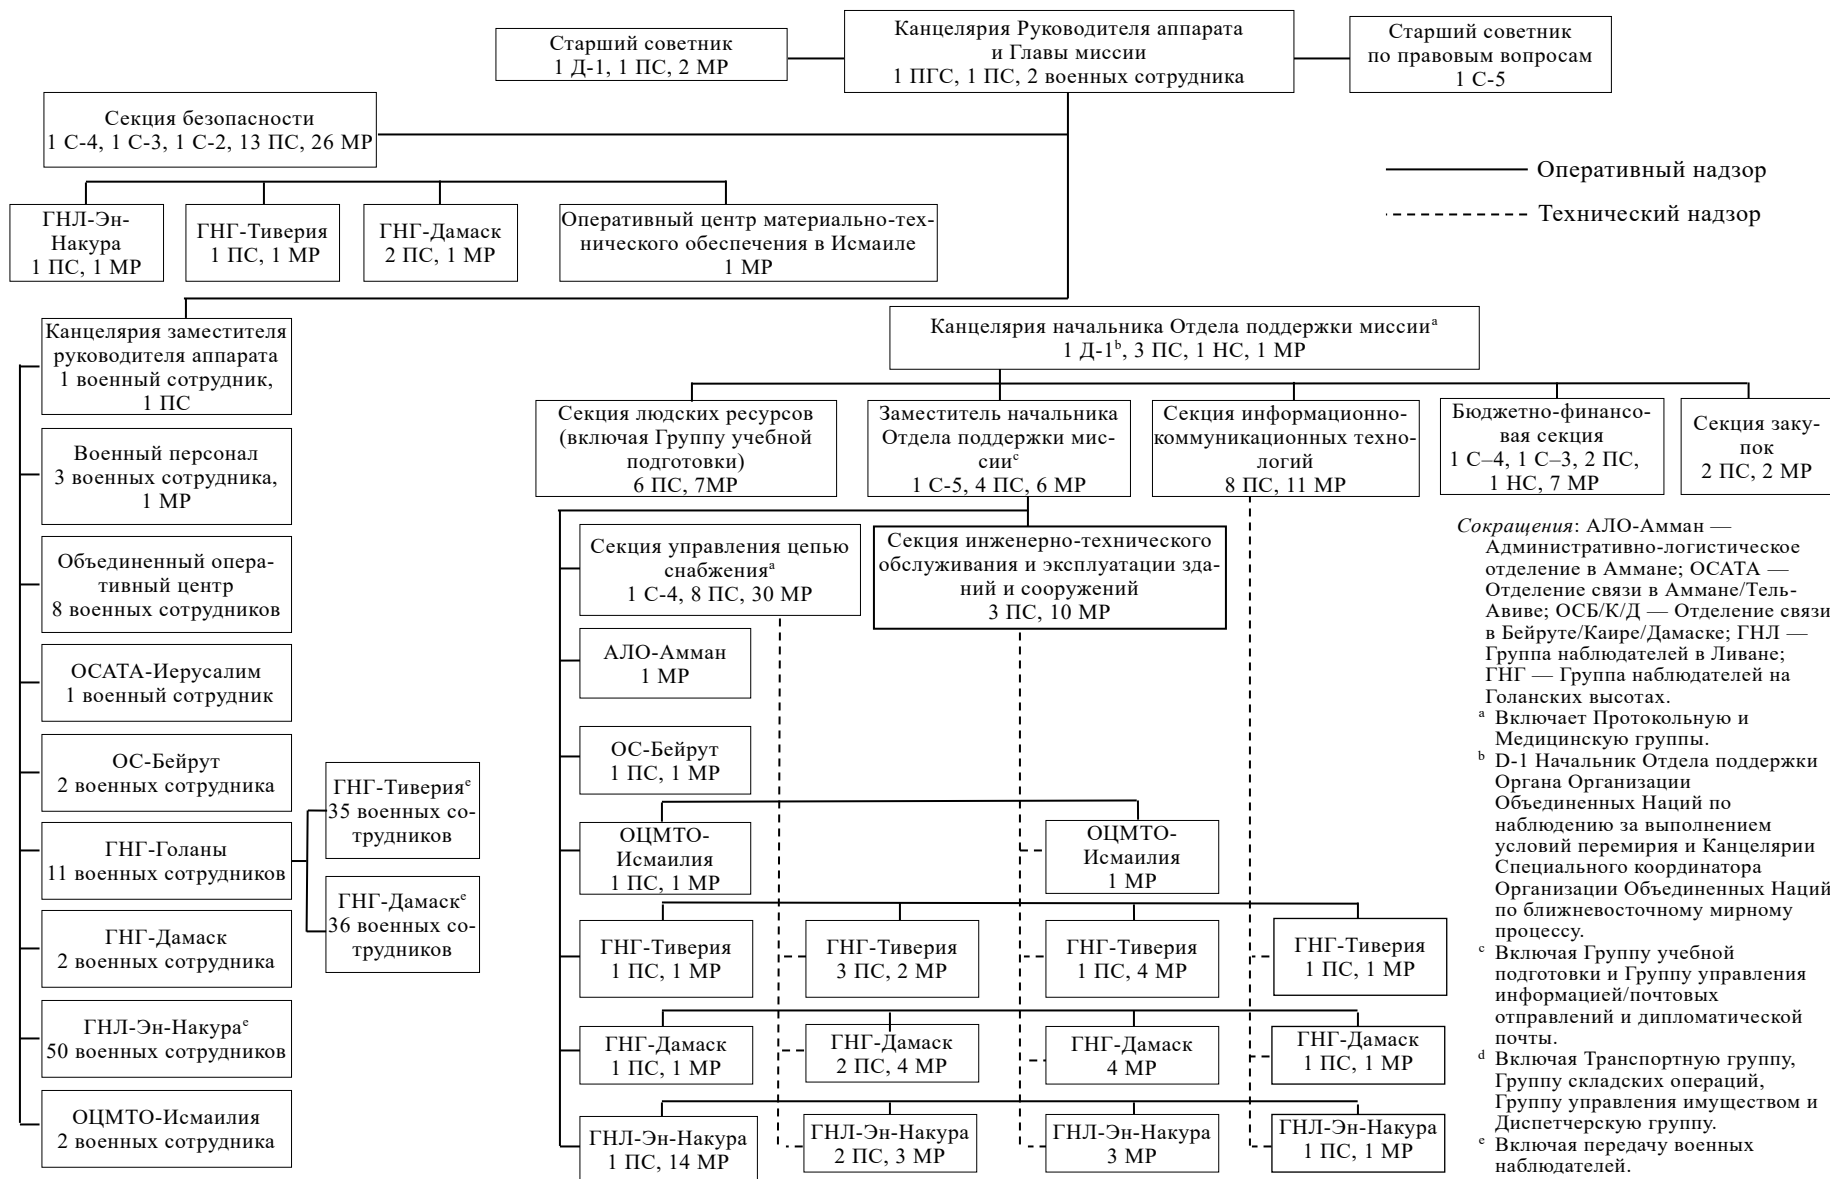 Старший советник
1 Д-1, 1 ПС, 2 МР
Канцелярия Руководителя аппарата
и Главы миссии
1 ПГС, 1 ПС, 2 военных сотрудника
Старший советник
по правовым вопросам
1 С-5
Секция безопасности
1 С-4, 1 С-3, 1 С-2, 13 ПС, 26 МР
Оперативный надзор
Технический надзор
ГНЛ-Эн-
Накура
1 ПС, 1 МР
ГНГ-Тиверия
1 ПС, 1 МР
ГНГ-Дамаск
2 ПС, 1 МР
Оперативный центр материально-тех-
нического обеспечения в Исмаиле
1 МР
Канцелярия заместителя
руководителя аппарата
1 военный сотрудник,
1 ПС
Военный персонал
3 военных сотрудника,
1 МР
Объединенный опера-
тивный центр
8 военных сотрудников
ОСАТА-Иерусалим
1 военный сотрудник
ОС-Бейрут
2 военных сотрудника
ГНГ-Голаны
11 военных сотрудников
ГНГ-Тиверияᵉ
35 военных со-
трудников
ГНГ-Дамаскᵉ
36 военных со-
трудников
ГНГ-Дамаск
2 военных сотрудника
ГНЛ-Эн-Накураᵉ
50 военных сотрудников
ОЦМТО-Исмаилия
2 военных сотрудника
Канцелярия начальника Отдела поддержки миссииᵃ
1 Д-1ᵇ, 3 ПС, 1 НС, 1 МР
Секция людских ресурсов
(включая Группу учебной
подготовки)
6 ПС, 7МР
Заместитель начальника
Отдела поддержки мис-
сииᶜ
1 С-5, 4 ПС, 6 МР
Секция информационно-
коммуникационных техно-
логий
8 ПС, 11 МР
Бюджетно-финансо-
вая секция
1 С–4, 1 С–3, 2 ПС,
1 НС, 7 МР
Секция заку-
пок
2 ПС, 2 МР
Секция управления цепью
снабженияᵃ
1 С-4, 8 ПС, 30 МР
Секция инженерно-технического
обслуживания и эксплуатации зда-
ний и сооружений
3 ПС, 10 МР
АЛО-Амман
1 МР
ОС-Бейрут
1 ПС, 1 МР
ОЦМТО-
Исмаилия
1 ПС, 1 МР
ОЦМТО-
Исмаилия
1 МР
ГНГ-Тиверия
1 ПС, 1 МР
ГНГ-Тиверия
3 ПС, 2 МР
ГНГ-Тиверия
1 ПС, 4 МР
ГНГ-Тиверия
1 ПС, 1 МР
ГНГ-Дамаск
1 ПС, 1 МР
ГНГ-Дамаск
2 ПС, 4 МР
ГНГ-Дамаск
4 МР
ГНГ-Дамаск
1 ПС, 1 МР
ГНЛ-Эн-Накура
1 ПС, 14 МР
ГНЛ-Эн-Накура
2 ПС, 3 МР
ГНЛ-Эн-Накура
3 МР
ГНЛ-Эн-Накура
1 ПС, 1 МР
Сокращения: АЛО-Амман —
Административно-логистическое
отделение в Аммане; ОСАТА —
Отделение связи в Аммане/Тель-
Авиве; ОСБ/К/Д — Отделение связи
в Бейруте/Каире/Дамаске; ГНЛ —
Группа наблюдателей в Ливане;
ГНГ — Группа наблюдателей на
Голанских высотах.
ᵃ Включает Протокольную и
Медицинскую группы.
ᵇ D-1 Начальник Отдела поддержки
Органа Организации
Объединенных Наций по
наблюдению за выполнением
условий перемирия и Канцелярии
Специального координатора
Организации Объединенных Наций
по ближневосточному мирному
процессу.
ᶜ Включая Группу учебной
подготовки и Группу управления
информацией/почтовых
отправлений и дипломатической
почты.
ᵈ Включая Транспортную группу,
Группу складских операций,
Группу управления имуществом и
Диспетчерскую группу.
ᵉ Включая передачу военных
наблюдателей.